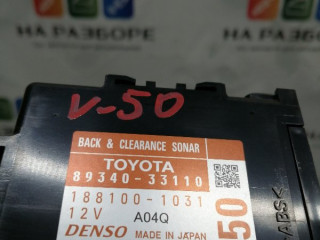 НА РАЗБОРЕ
НА РАЗБОРЕ
V-50
BACK & CLEARANCE SONAR
TOYOTA
89340-33110
188100-1031
12V A04Q
DENSO MADE IN JAPAN
50
>ABS<